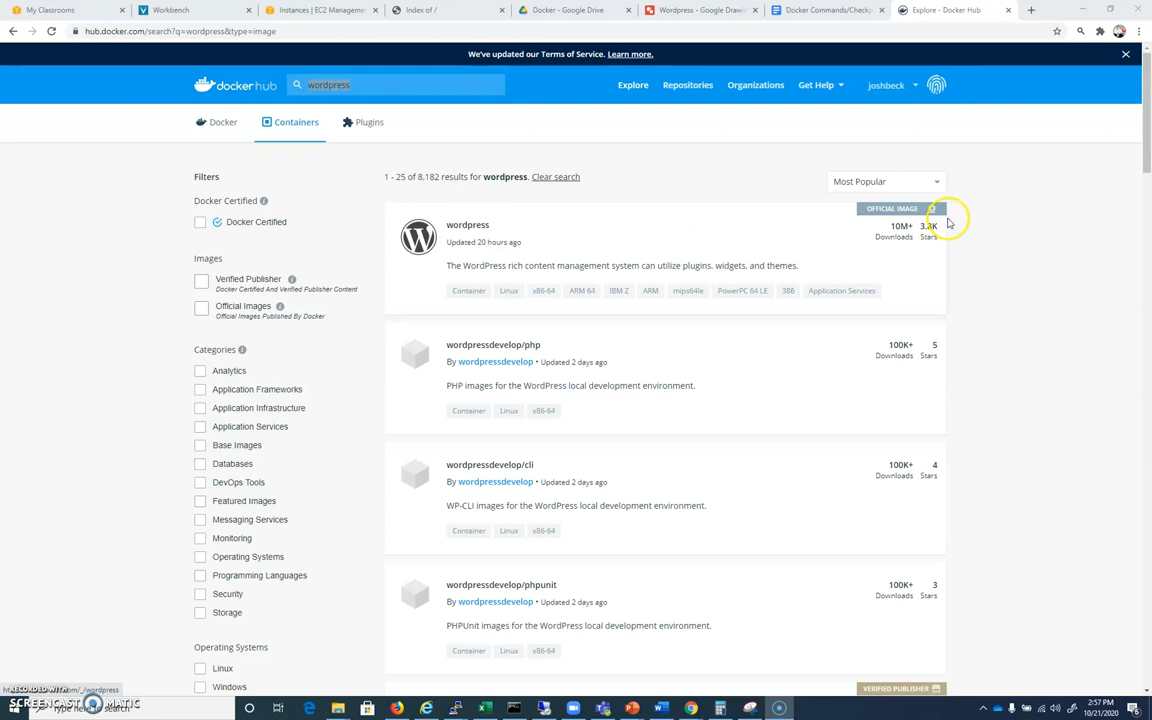 My Classrooms
Workbench
Instances | EC2 Manageme
Index of /
Docker - Google Drive
Wordpress - Google Drawin
Docker Commands/Checkp
Explore - Docker Hub
hub.docker.com/search?q=wordpress&type=image
We've updated our Terms of Service. Learn more.
dockerhub
wordpress
Explore
Repositories
Organizations
Get Help
joshbeck
Docker
Containers
Plugins
Filters
1 - 25 of 8,182 results for wordpress. Clear search
Most Popular
Docker Certified
Docker Certified
Images
Verified Publisher
Docker Certified And Verified Publisher Content
Official Images
Official Images Published By Docker
Categories
Analytics
Application Frameworks
Application Infrastructure
Application Services
Base Images
Databases
DevOps Tools
Featured Images
Messaging Services
Monitoring
Operating Systems
Programming Languages
Security
Storage
Operating Systems
Linux
Windows
OFFICIAL IMAGE
wordpress
10M+ 3.3K
Updated 20 hours ago
Downloads Stars
The WordPress rich content management system can utilize plugins, widgets, and themes.
Container Linux x86-64 ARM 64 IBM Z ARM mips64le PowerPC 64 LE 386 Application Services
wordpressdevelop/php
100K+ 5
By wordpressdevelop • Updated 2 days ago
Downloads Stars
PHP images for the WordPress local development environment.
Container Linux x86-64
wordpressdevelop/cli
100K+ 4
By wordpressdevelop • Updated 2 days ago
Downloads Stars
WP-CLI images for the WordPress local development environment.
Container Linux x86-64
wordpressdevelop/phpunit
100K+ 3
By wordpressdevelop • Updated 2 days ago
Downloads Stars
PHPUnit images for the WordPress local development environment.
Container Linux x86-64
VERIFIED PUBLISHER
RECORDED WITH
SCREENCAST MATIC
2:57 PM
10/21/2020
6